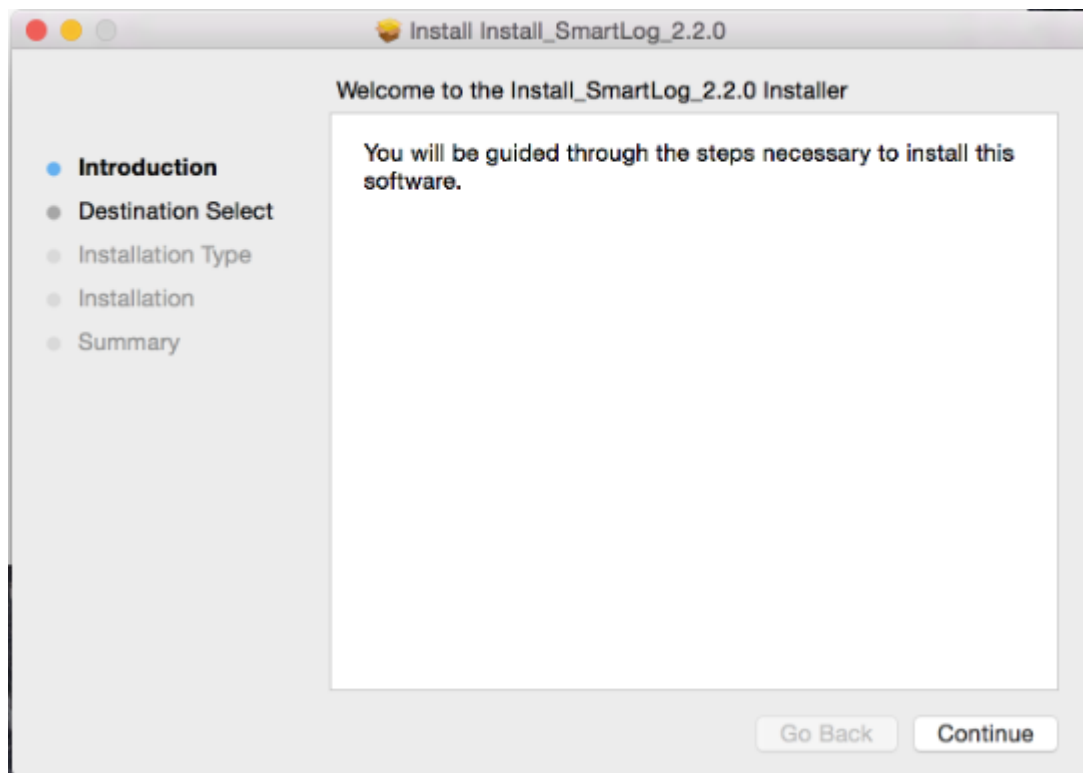 Install Install_SmartLog_2.2.0
Welcome to the Install_SmartLog_2.2.0 Installer
Introduction
Destination Select
Installation Type
Installation
Summary
You will be guided through the steps necessary to install this
software.
Go Back
Continue